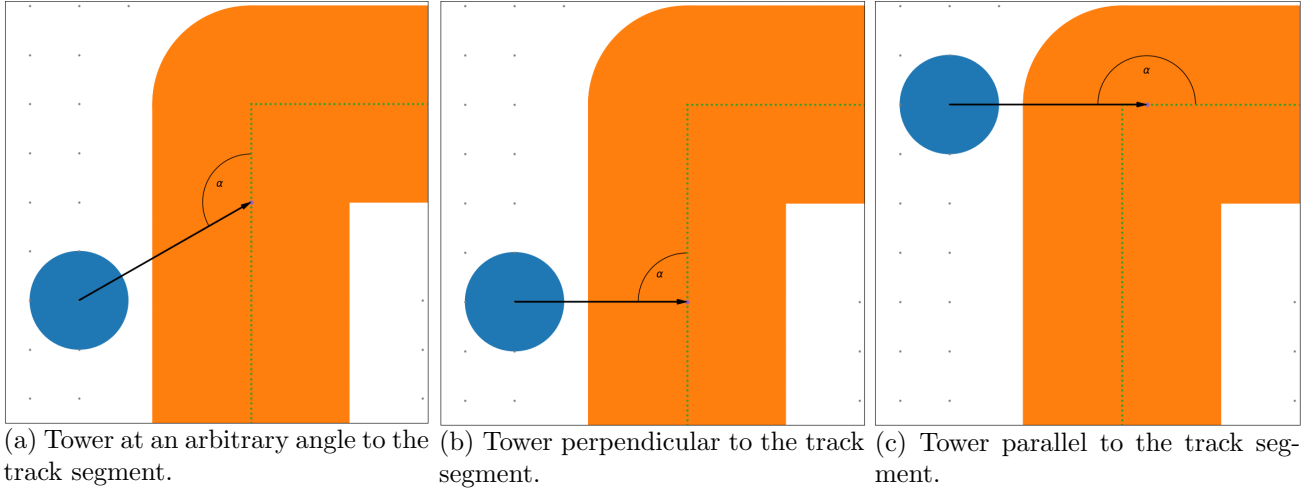 α
α
α
(a) Tower at an arbitrary angle to the
track segment.
(b) Tower perpendicular to the track
segment.
(c) Tower parallel to the track seg-
ment.